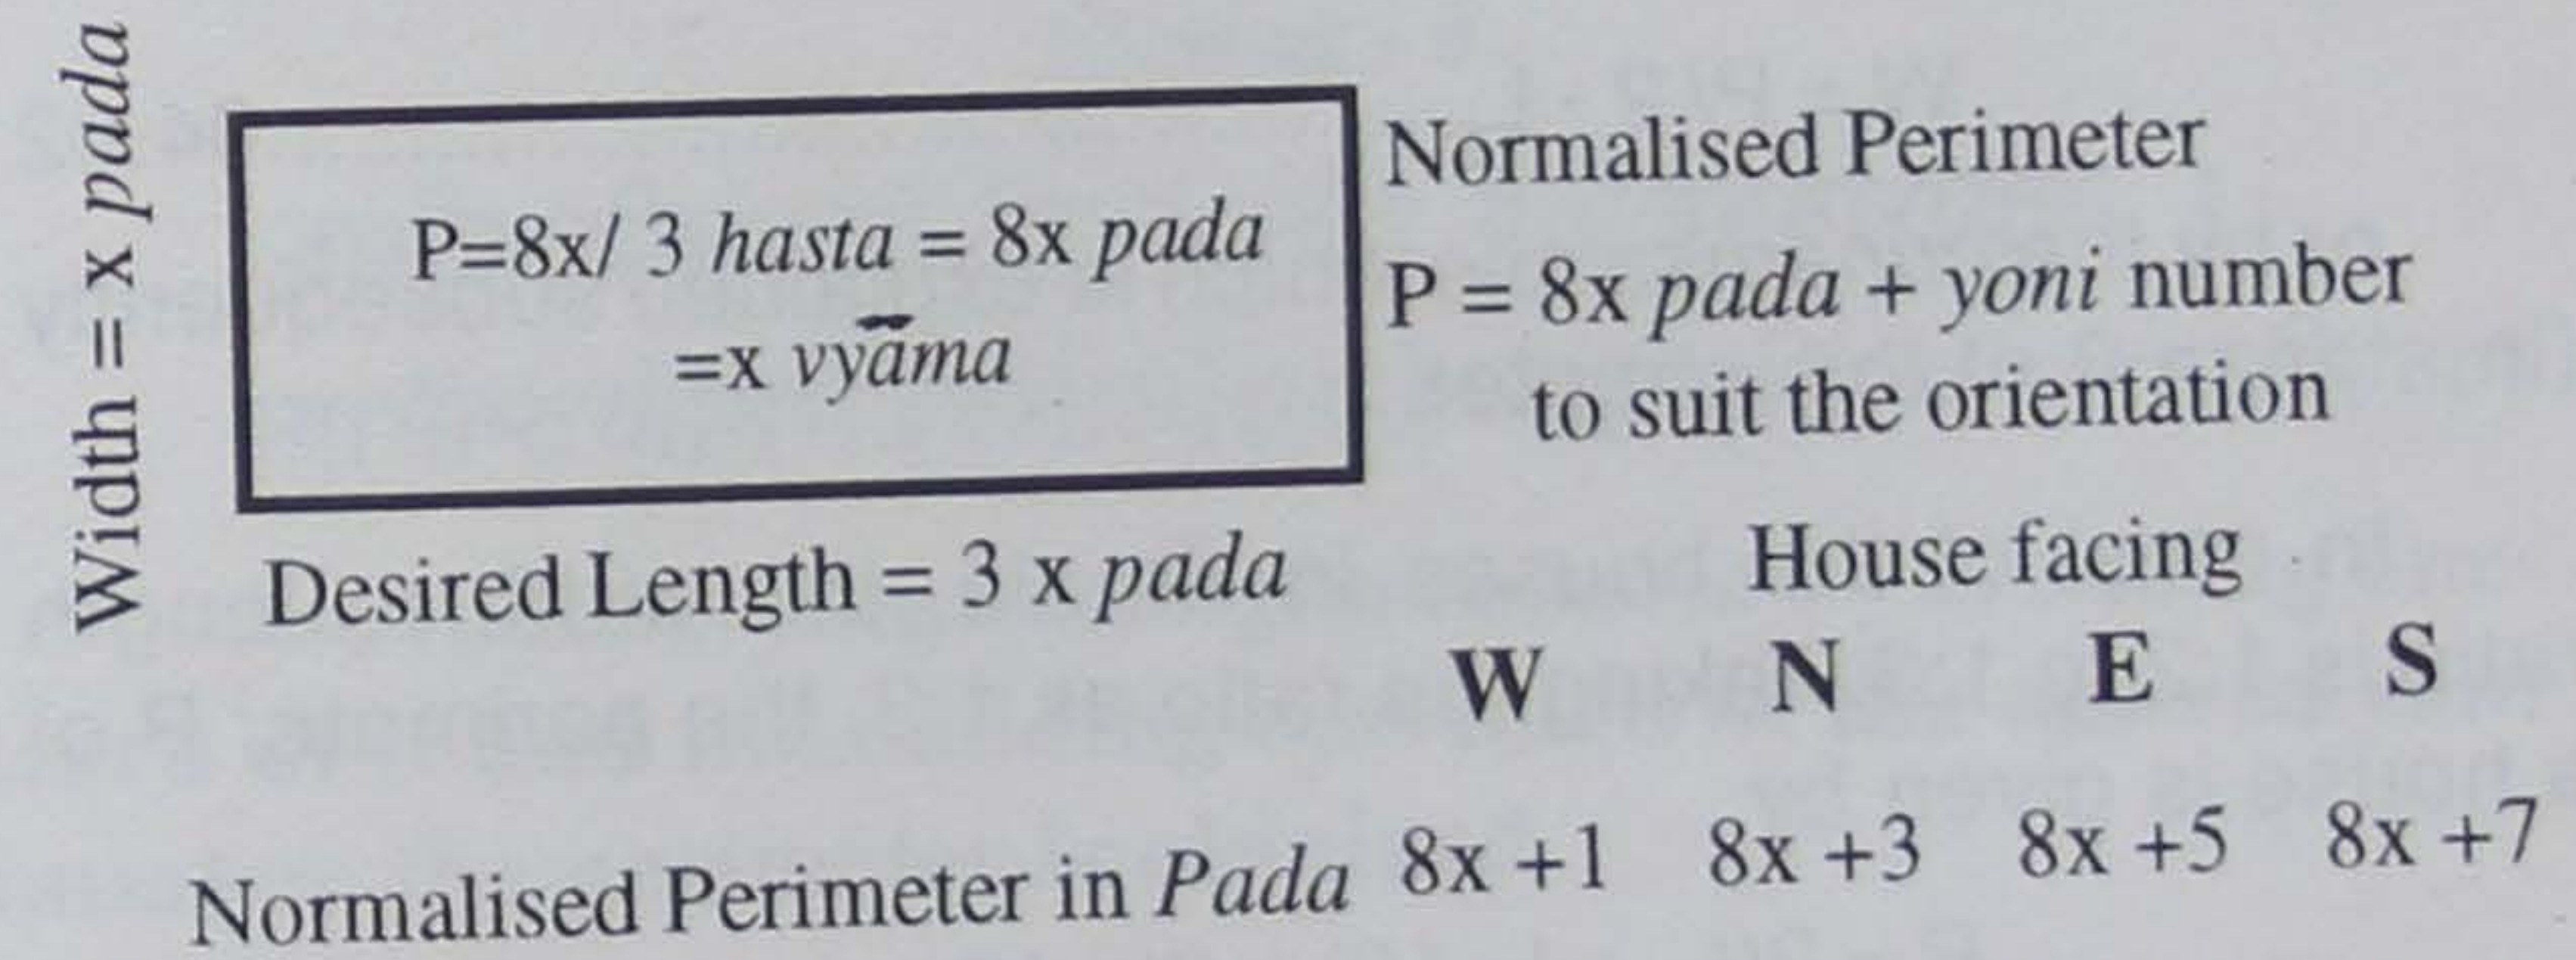 Width = x pada
P=8x/ 3 hasta = 8x pada
=x vyāma
Desired Length = 3 x pada
Normalised Perimeter
P = 8x pada + yoni number
to suit the orientation
House facing
W N E S
Normalised Perimeter in Pada 8x +1 8x +3 8x +5 8x +7